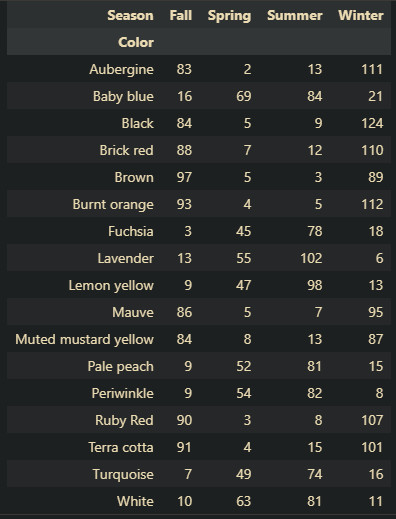 Season Fall Spring Summer Winter
Color
Aubergine 83 2 13 111
Baby blue 16 69 84 21
Black 84 5 9 124
Brick red 88 7 12 110
Brown 97 5 3 89
Burnt orange 93 4 5 112
Fuchsia 3 45 78 18
Lavender 13 55 102 6
Lemon yellow 9 47 98 13
Mauve 86 5 7 95
Muted mustard yellow 84 8 13 87
Pale peach 9 52 81 15
Periwinkle 9 54 82 8
Ruby Red 90 3 8 107
Terra cotta 91 4 15 101
Turquoise 7 49 74 16
White 10 63 81 11